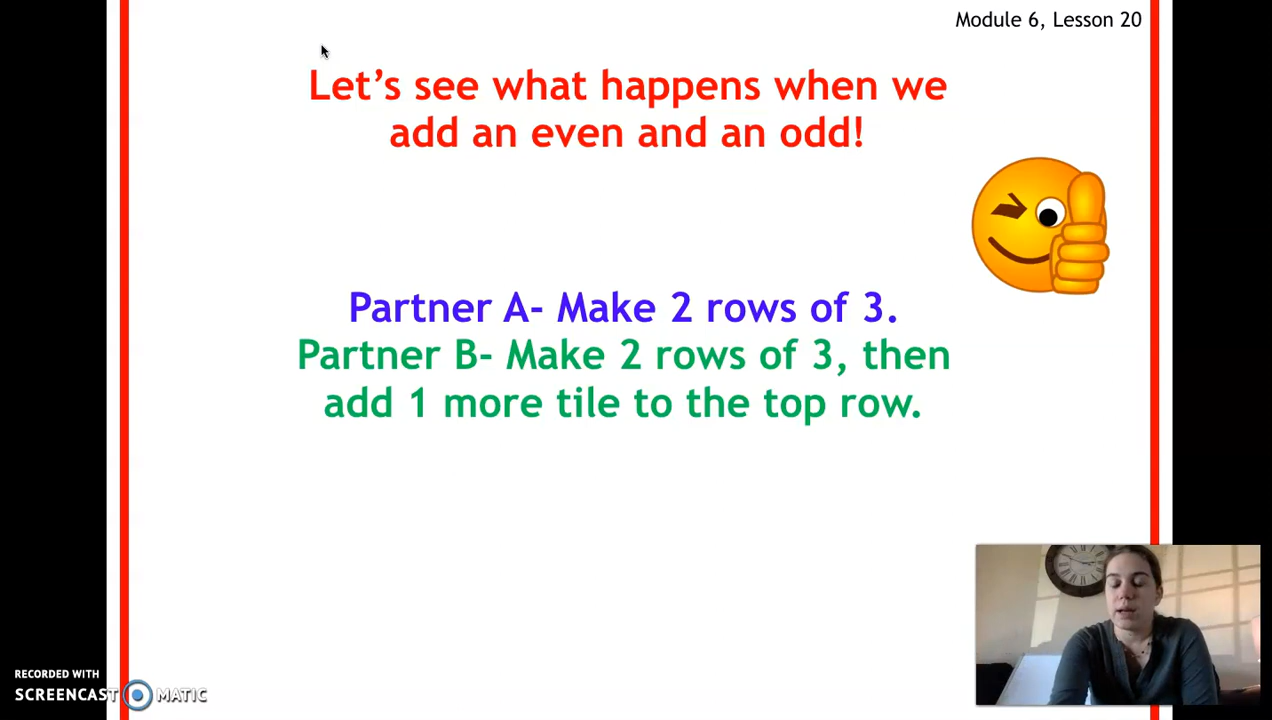 Module 6, Lesson 20
Let's see what happens when we
add an even and an odd!
Partner A- Make 2 rows of 3.
Partner B- Make 2 rows of 3, then
add 1 more tile to the top row.
RECORDED WITH
SCREENCAST MATIC